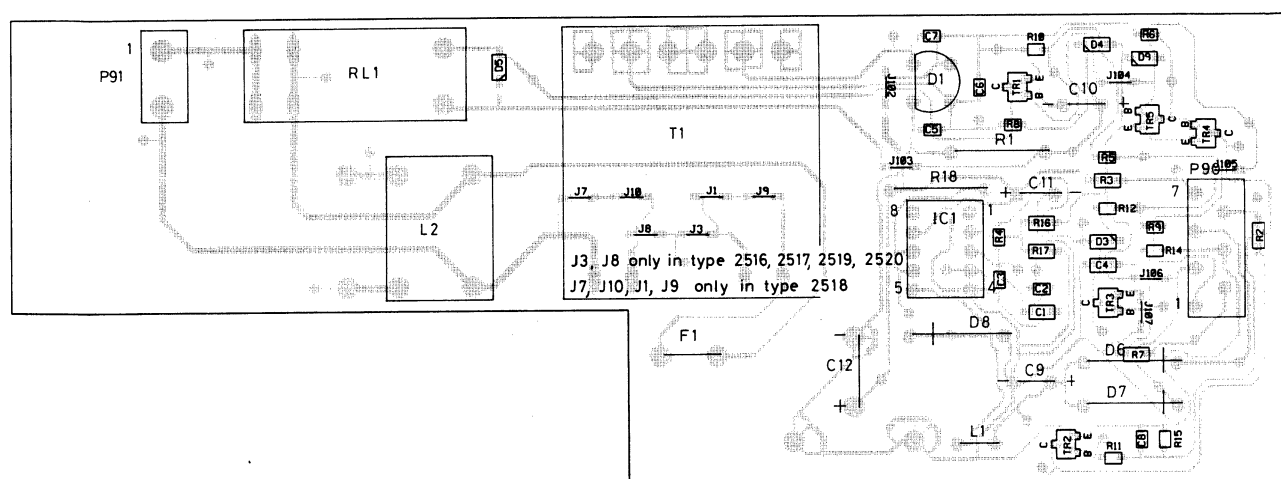 1
P91
RL1
D5
T1
C7
D1
J102
C5
C6
R10
TR1
C
E
B
R8
R1
C10
+
D4
R6
D9
J104
B
E
TR5
C
B
E
TR4
C
J103
R5
J105
R18
+
C11
-
R3
P90
7
8
IC1
1
R4
R16
R12
R9
R2
L2
J7
J10
J1
J9
J8
J3
R17
D3
R14
C4
J106
J3, J8 only in type 2516, 2517, 2519, 2520
J7, J10, J1, J9 only in type 2518
5
4
C3
C2
C1
C
TR3
E
B
J107
1
F1
-
D8
D6
R7
C12
-
C9
+
D7
+
L1
C
TR2
E
B
R11
C8
R15